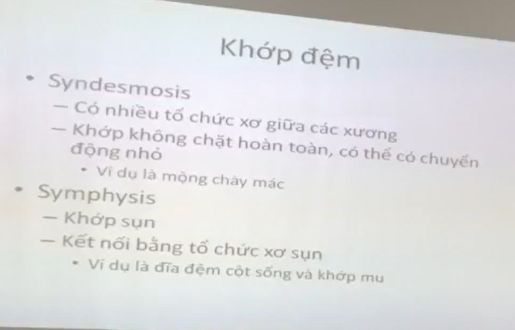 Khớp đệm
• Syndesmosis
– Có nhiều tổ chức xơ giữa các xương
– Khớp không chặt hoàn toàn, có thể có chuyển
động nhỏ
• Ví dụ là mộng chày mác
• Symphysis
– Khớp sụn
– Kết nối bằng tổ chức xơ sụn
• Ví dụ là đĩa đệm cột sống và khớp mu